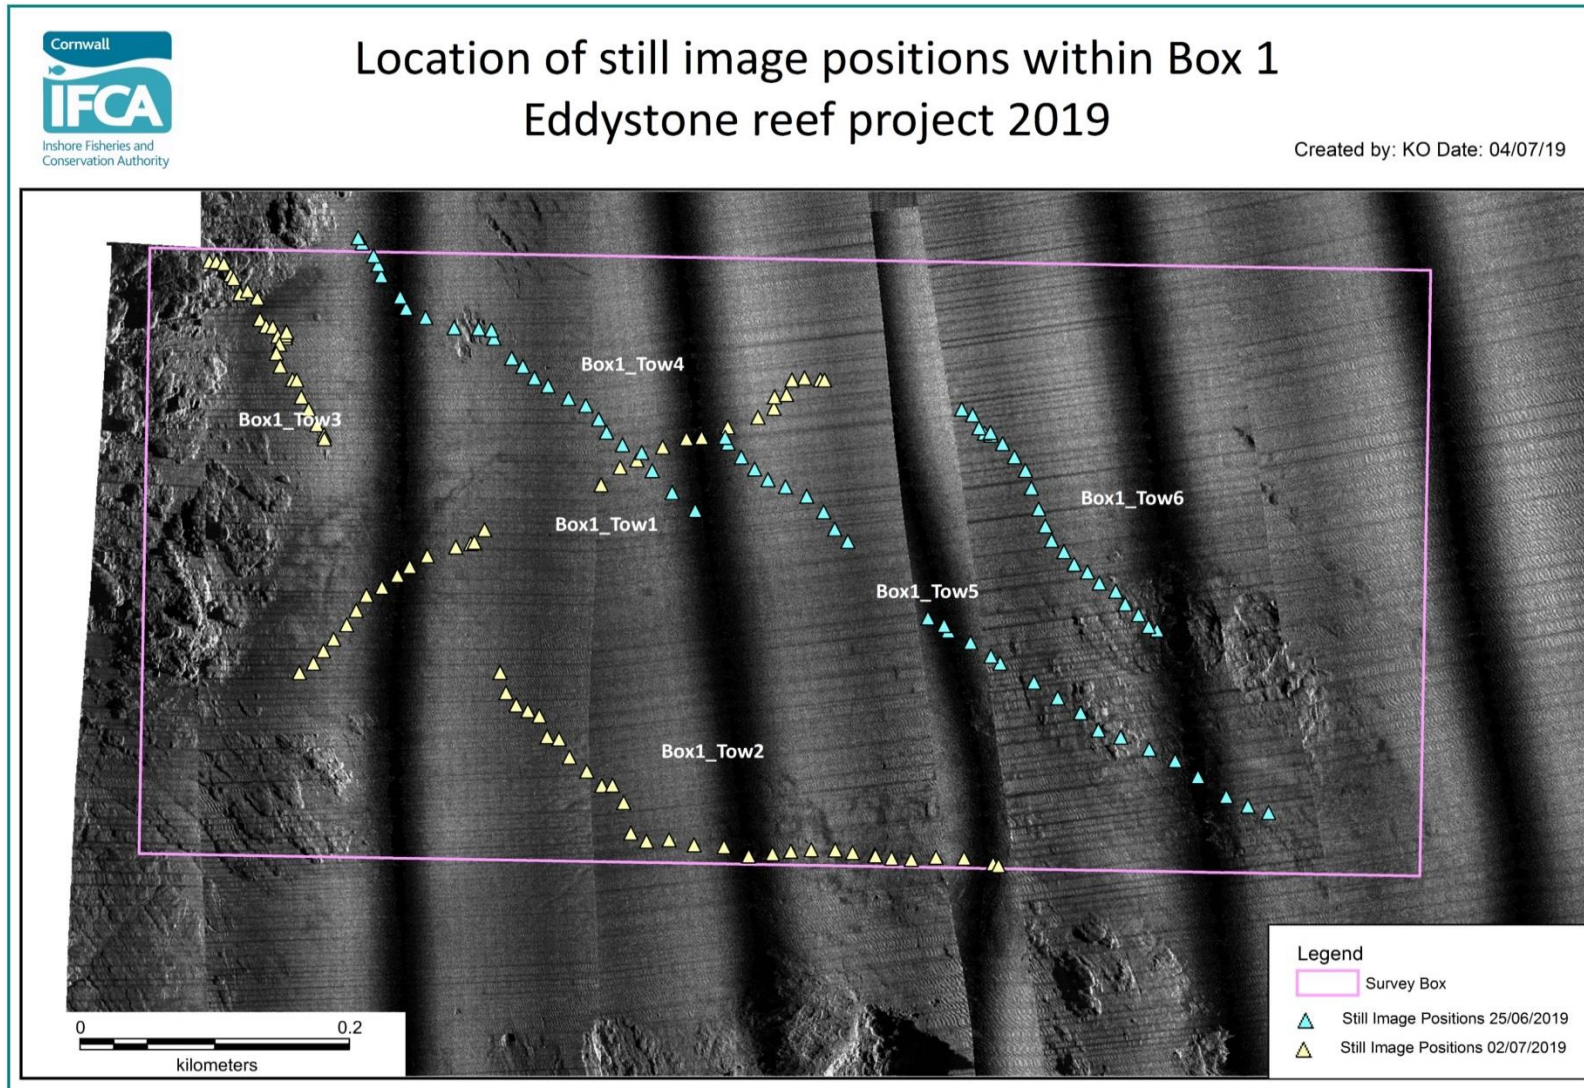 Cornwall
IFCA
Inshore Fisheries and
Conservation Authority
Location of still image positions within Box 1
Eddystone reef project 2019
Created by: KO Date: 04/07/19
Box1_Tow4
Box1_Tow3
Box1_Tow6
Box1_Tow1
Box1_Tow5
Box1_Tow2
Legend
Survey Box
Still Image Positions 25/06/2019
Still Image Positions 02/07/2019
0 0.2
kilometers